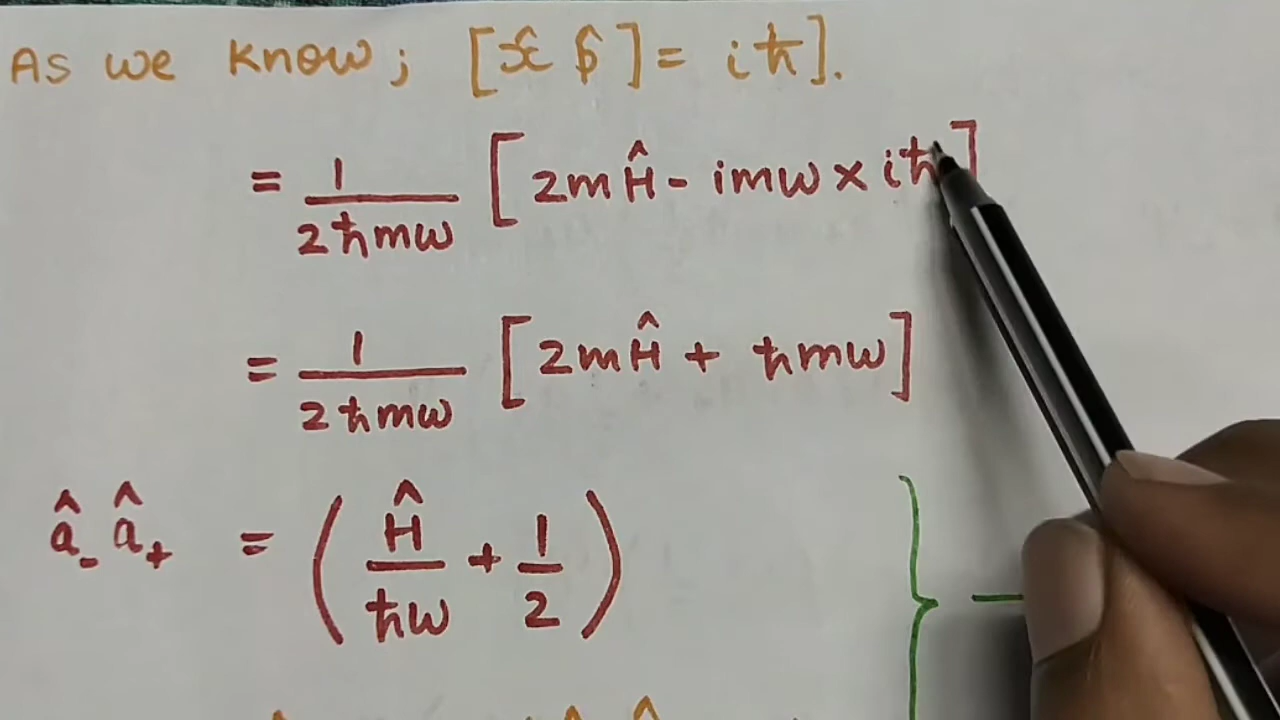 As we know; [x̂ p̂] = iħ].
= 1/2ħmω [2mĤ - imω × iħ]
= 1/2ħmω [2mĤ + ħmω]
â₋ â₊ = (Ĥ/ħω + 1/2)